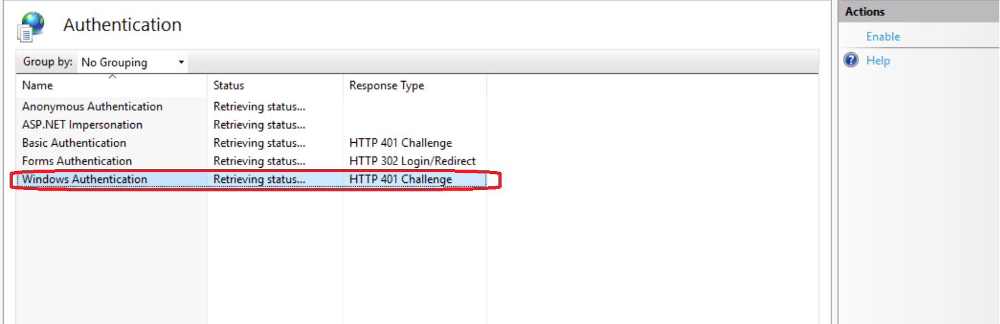 Authentication
Group by: No Grouping
Name Status Response Type
Anonymous Authentication Retrieving status...
ASP.NET Impersonation Retrieving status...
Basic Authentication Retrieving status... HTTP 401 Challenge
Forms Authentication Retrieving status... HTTP 302 Login/Redirect
Windows Authentication Retrieving status... HTTP 401 Challenge
Actions
Enable
? Help